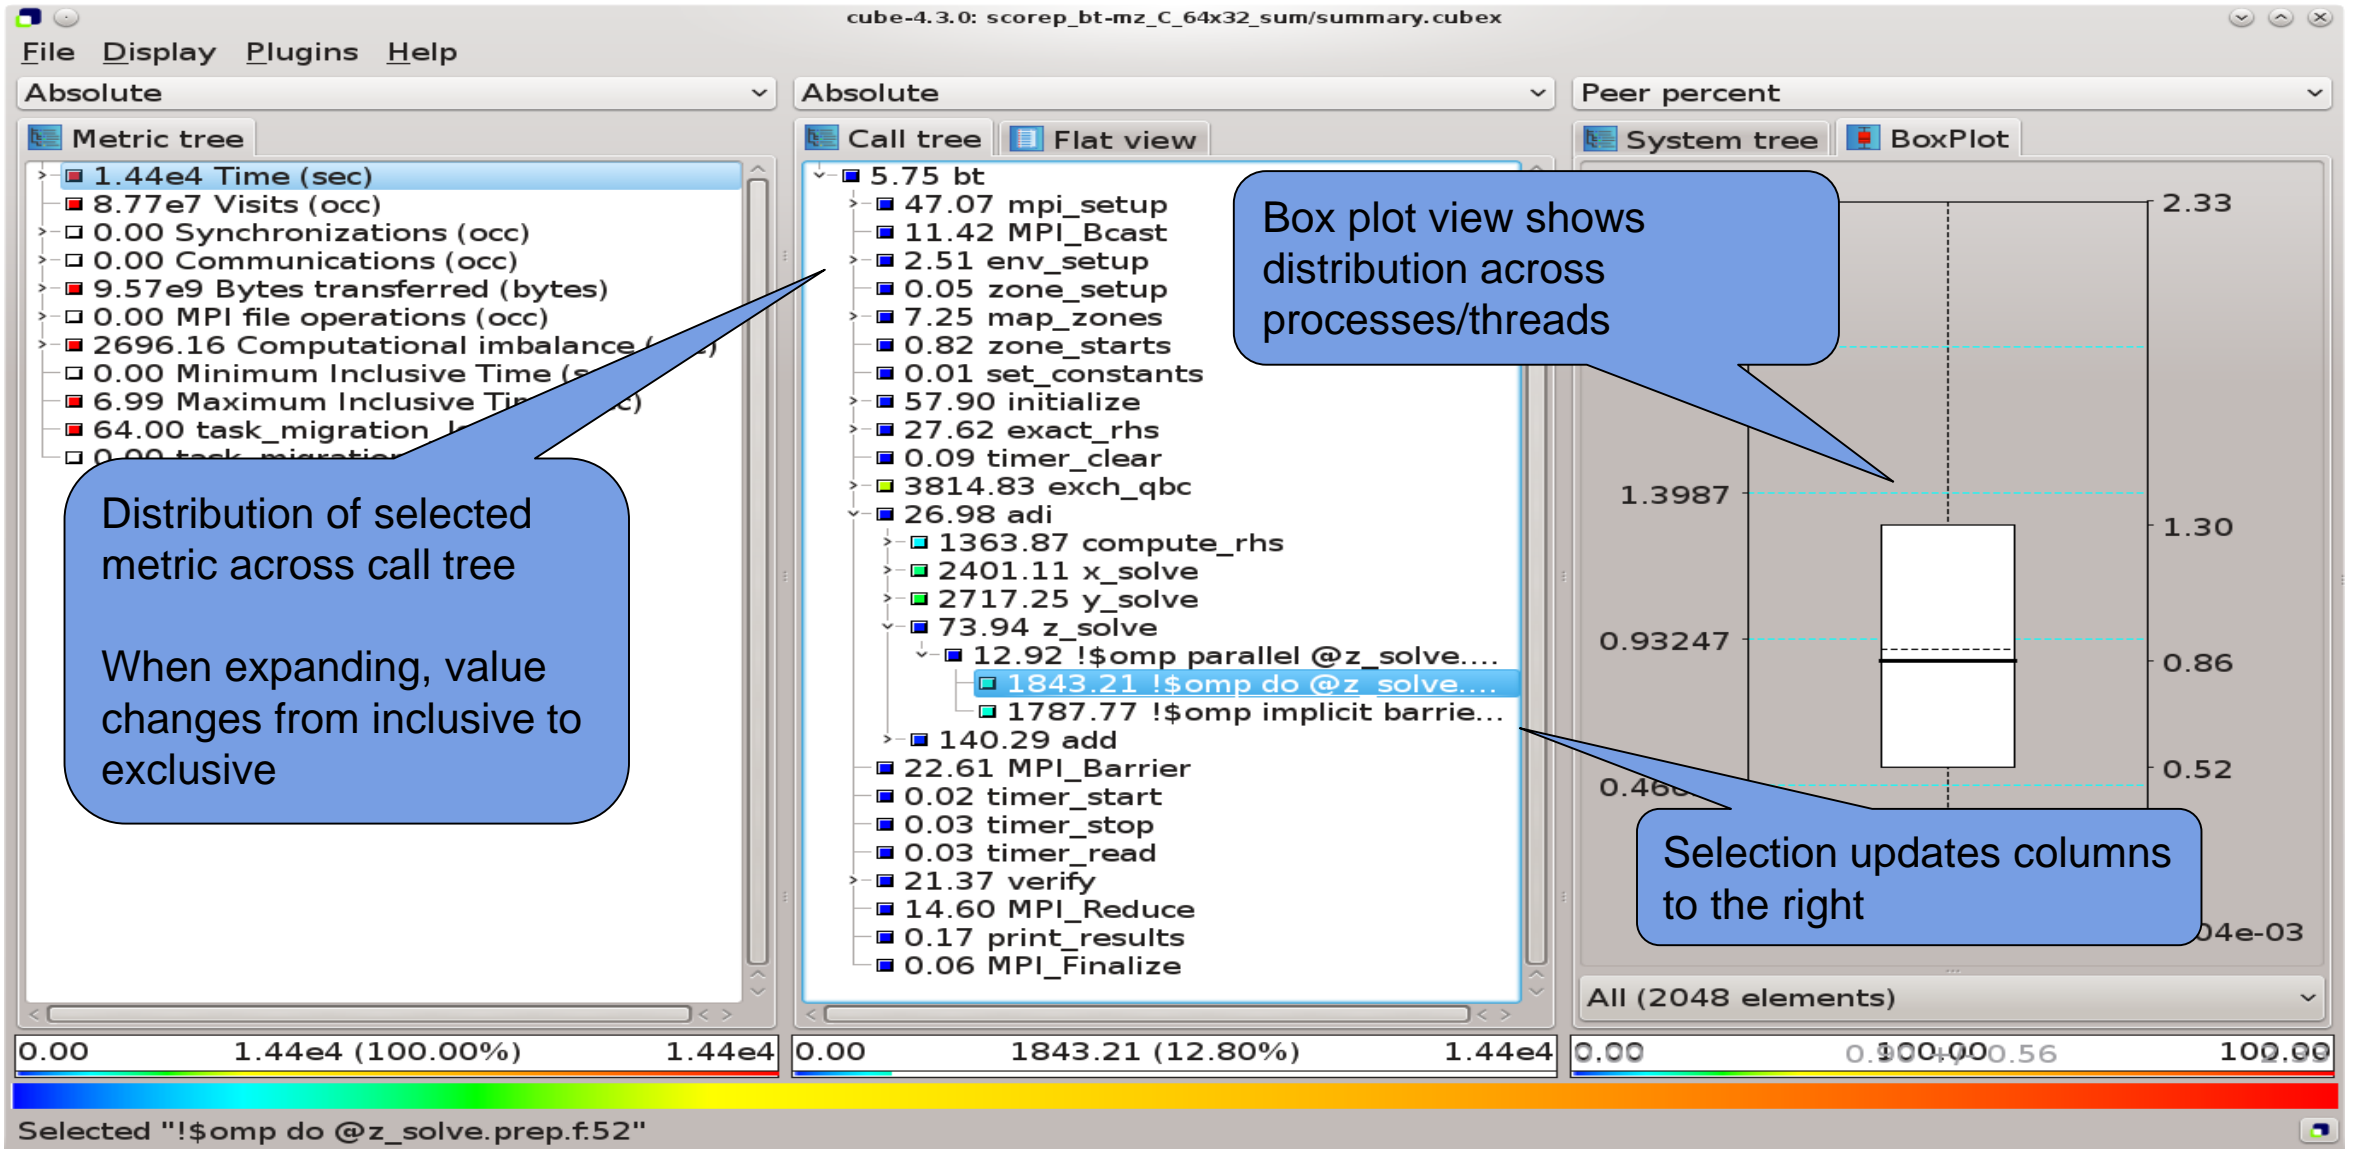 cube-4.3.0: scorep_bt-mz_C_64x32_sum/summary.cubex
File Display Plugins Help
Absolute
Metric tree
1.44e4 Time (sec)
8.77e7 Visits (occ)
0.00 Synchronizations (occ)
0.00 Communications (occ)
9.57e9 Bytes transferred (bytes)
0.00 MPI file operations (occ)
2696.16 Computational imbalance
0.00 Minimum Inclusive Time
6.99 Maximum Inclusive
64.00 task_migration
0.00 task_migration
Distribution of selected
metric across call tree
When expanding, value
changes from inclusive to
exclusive
0.00 1.44e4 (100.00%) 1.44e4
Absolute
Call tree Flat view
5.75 bt
47.07 mpi_setup
11.42 MPI_Bcast
2.51 env_setup
0.05 zone_setup
7.25 map_zones
0.82 zone_starts
0.01 set_constants
57.90 initialize
27.62 exact_rhs
0.09 timer_clear
3814.83 exch_qbc
26.98 adi
1363.87 compute_rhs
2401.11 x_solve
2717.25 y_solve
73.94 z_solve
12.92 !$omp parallel @z_solve....
1843.21 !$omp do @z_solve....
1787.77 !$omp implicit barrie...
140.29 add
22.61 MPI_Barrier
0.02 timer_start
0.03 timer_stop
0.03 timer_read
21.37 verify
14.60 MPI_Reduce
0.17 print_results
0.06 MPI_Finalize
0.00 1843.21 (12.80%) 1.44e4
Peer percent
System tree BoxPlot
Box plot view shows
distribution across
processes/threads
2.33
1.3987
1.30
0.93247
0.86
0.52
Selection updates columns
to the right
04e-03
All (2048 elements)
0.00 100.00 100.00
Selected "!$omp do @z_solve.prep.f:52"